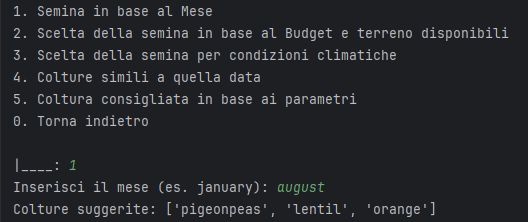 1. Semina in base al Mese
2. Scelta della semina in base al Budget e terreno disponibili
3. Scelta della semina per condizioni climatiche
4. Colture simili a quella data
5. Coltura consigliata in base ai parametri
0. Torna indietro
|____: 1
Inserisci il mese (es. january): august
Colture suggerite: ['pigeonpeas', 'lentil', 'orange']